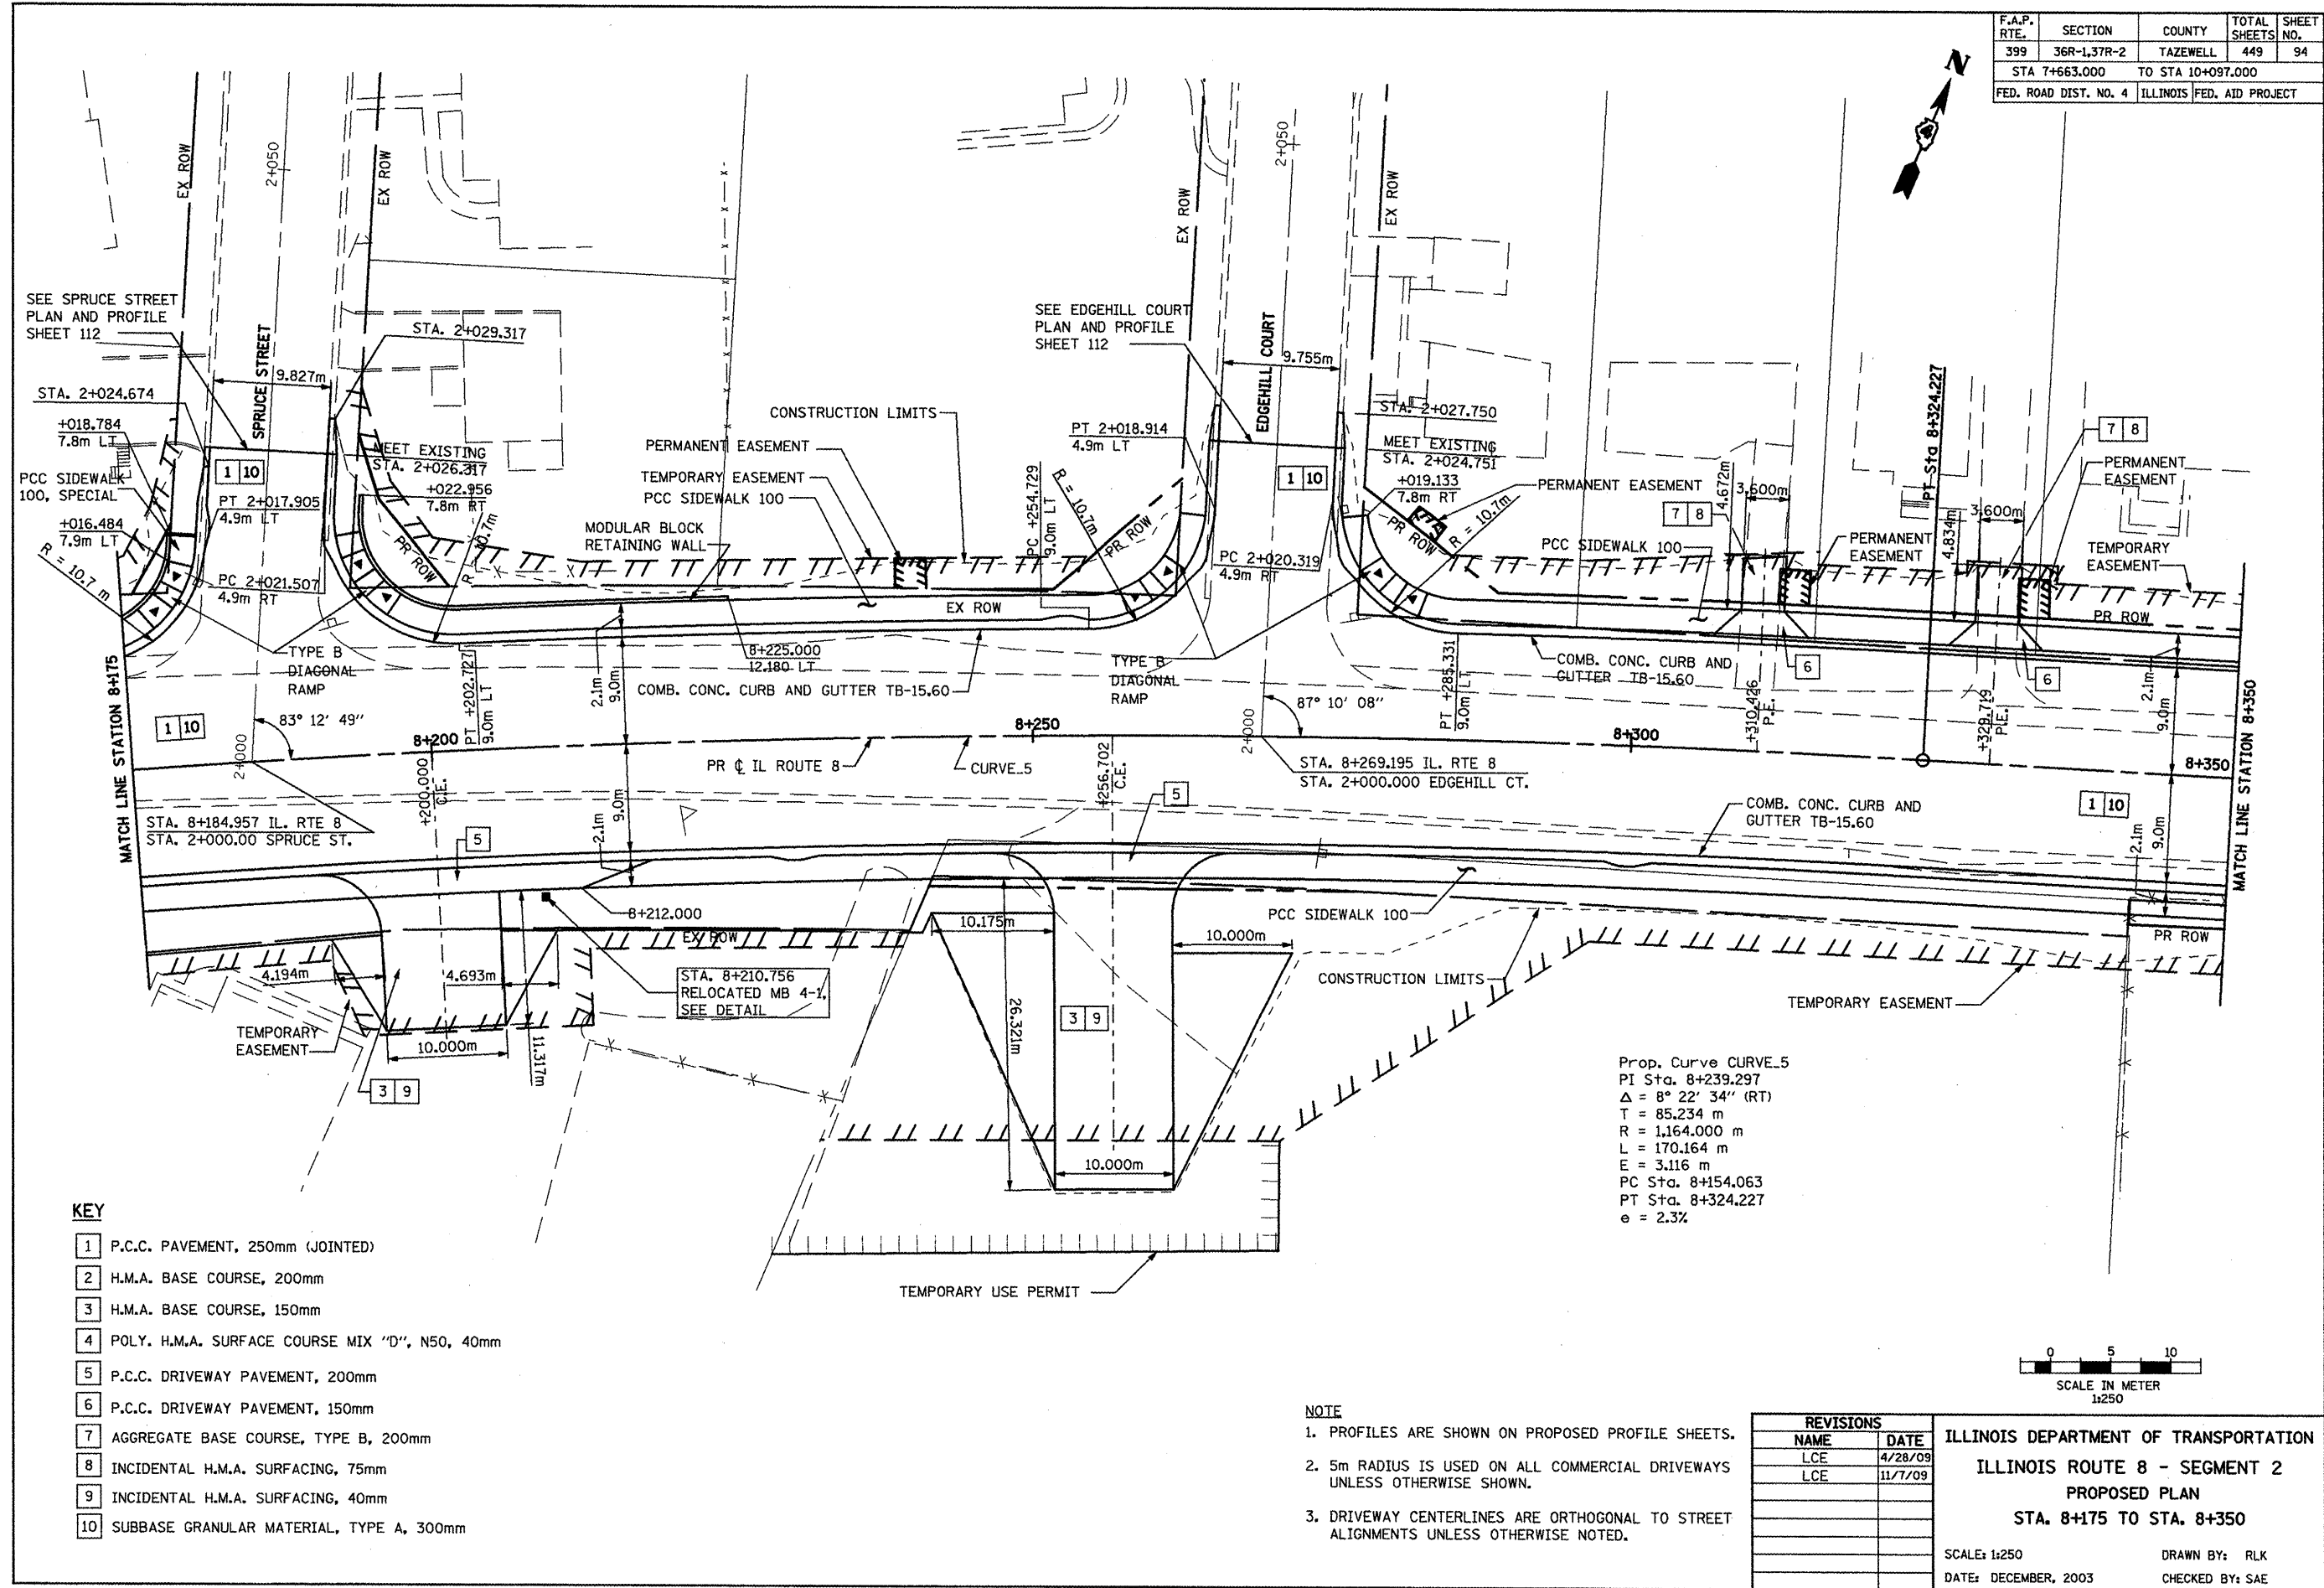 F.A.P. RTE. SECTION COUNTY TOTAL SHEETS SHEET NO.
399 36R-1,37R-2 TAZEWELL 449 94
STA 7+663.000 TO STA 10+097.000
FED. ROAD DIST. NO. 4 ILLINOIS FED. AID PROJECT
N
EX ROW
2+050
EX ROW
EX ROW
2+050
EX ROW
SEE SPRUCE STREET
PLAN AND PROFILE
SHEET 112
SPRUCE STREET
STA. 2+029.317
9.827m
STA. 2+024.674
+018.784
7.8m LT
PCC SIDEWALK
100, SPECIAL
+016.484
7.9m LT
R = 10.7 m
1 10
MEET EXISTING
STA. 2+026.317
PT 2+017.905
4.9m LT
+022.956
7.8m RT
PC 2+021.507
4.9m RT
PR ROW
R = 10.7m
TYPE B
DIAGONAL
RAMP
CONSTRUCTION LIMITS
PERMANENT EASEMENT
TEMPORARY EASEMENT
PCC SIDEWALK 100
MODULAR BLOCK
RETAINING WALL
EX ROW
8+225.000
12.180 LT
2.1m
9.0m
COMB. CONC. CURB AND GUTTER TB-15.60
PC +254.729
9.0m LT
R = 10.7m
PR ROW
SEE EDGEHILL COURT
PLAN AND PROFILE
SHEET 112
EDGEHILL COURT
9.755m
PT 2+018.914
4.9m LT
1 10
STA. 2+027.750
MEET EXISTING
STA. 2+024.751
+019.133
7.8m RT
PERMANENT EASEMENT
PR ROW
R = 10.7m
PC 2+020.319
4.9m RT
TYPE B
DIAGONAL
RAMP
PCC SIDEWALK 100
7 8
4.672m
3.600m
PERMANENT
EASEMENT
PT Sta 8+324.227
4.834m
3.600m
7 8
PERMANENT
EASEMENT
TEMPORARY
EASEMENT
PR ROW
6
6
COMB. CONC. CURB AND
GUTTER TB-15.60
PT +285.331
9.0m LT
+310.426
P.E.
+329.719
P.E.
2.1m
9.0m
MATCH LINE STATION 8+175
1 10
83° 12' 49"
2+000
PT +202.727
9.0m LT
8+200
8+250
87° 10' 08"
2+000
8+300
8+350
MATCH LINE STATION 8+350
PR ℄ IL ROUTE 8
CURVE_5
STA. 8+269.195 IL. RTE 8
STA. 2+000.000 EDGEHILL CT.
STA. 8+184.957 IL. RTE 8
STA. 2+000.00 SPRUCE ST.
+200.000
C.E.
5
2.1m
9.0m
+256.702
C.E.
5
COMB. CONC. CURB AND
GUTTER TB-15.60
1 10
2.1m
9.0m
8+212.000
EX ROW
4.194m
4.693m
STA. 8+210.756
RELOCATED MB 4-1,
SEE DETAIL
TEMPORARY
EASEMENT
10.000m
11.317m
3 9
10.175m
10.000m
26.321m
3 9
10.000m
PCC SIDEWALK 100
CONSTRUCTION LIMITS
TEMPORARY EASEMENT
PR ROW
TEMPORARY USE PERMIT
Prop. Curve CURVE_5
PI Sta. 8+239.297
Δ = 8° 22' 34" (RT)
T = 85.234 m
R = 1,164.000 m
L = 170.164 m
E = 3.116 m
PC Sta. 8+154.063
PT Sta. 8+324.227
e = 2.3%
KEY
1 P.C.C. PAVEMENT, 250mm (JOINTED)
2 H.M.A. BASE COURSE, 200mm
3 H.M.A. BASE COURSE, 150mm
4 POLY. H.M.A. SURFACE COURSE MIX "D", N50, 40mm
5 P.C.C. DRIVEWAY PAVEMENT, 200mm
6 P.C.C. DRIVEWAY PAVEMENT, 150mm
7 AGGREGATE BASE COURSE, TYPE B, 200mm
8 INCIDENTAL H.M.A. SURFACING, 75mm
9 INCIDENTAL H.M.A. SURFACING, 40mm
10 SUBBASE GRANULAR MATERIAL, TYPE A, 300mm
NOTE
1. PROFILES ARE SHOWN ON PROPOSED PROFILE SHEETS.
2. 5m RADIUS IS USED ON ALL COMMERCIAL DRIVEWAYS
UNLESS OTHERWISE SHOWN.
3. DRIVEWAY CENTERLINES ARE ORTHOGONAL TO STREET
ALIGNMENTS UNLESS OTHERWISE NOTED.
0 5 10
SCALE IN METER
1:250
REVISIONS
NAME DATE
LCE 4/28/09
LCE 11/7/09
ILLINOIS DEPARTMENT OF TRANSPORTATION
ILLINOIS ROUTE 8 - SEGMENT 2
PROPOSED PLAN
STA. 8+175 TO STA. 8+350
SCALE: 1:250 DRAWN BY: RLK
DATE: DECEMBER, 2003 CHECKED BY: SAE